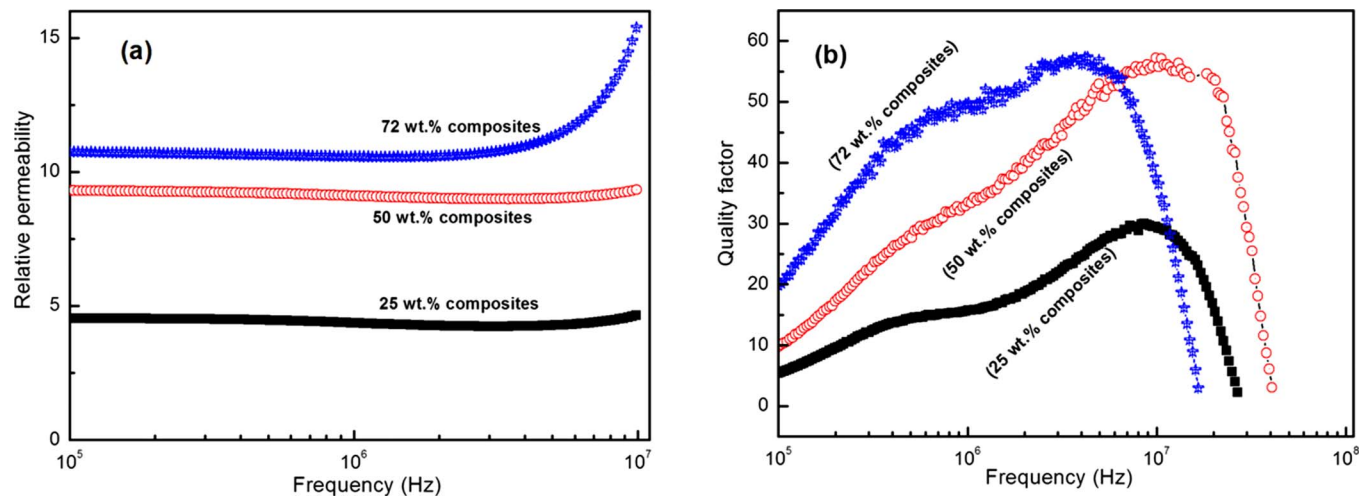 (a)
Relative permeability
15
10
5
0
72 wt.% composites
50 wt.% composites
25 wt.% composites
10⁵
10⁶
10⁷
Frequency (Hz)
(b)
Quality factor
60
50
40
30
20
10
0
(72 wt.% composites)
(50 wt.% composites)
(25 wt.% composites)
10⁵
10⁶
10⁷
10⁸
Frequency (Hz)